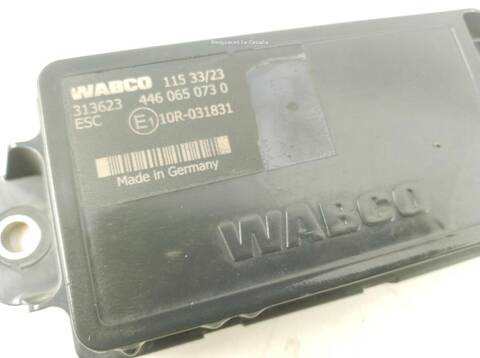 WABCO 115 33/23
313623 446 065 073 0
ESC E1 10R-031831
Made in Germany
WABCO